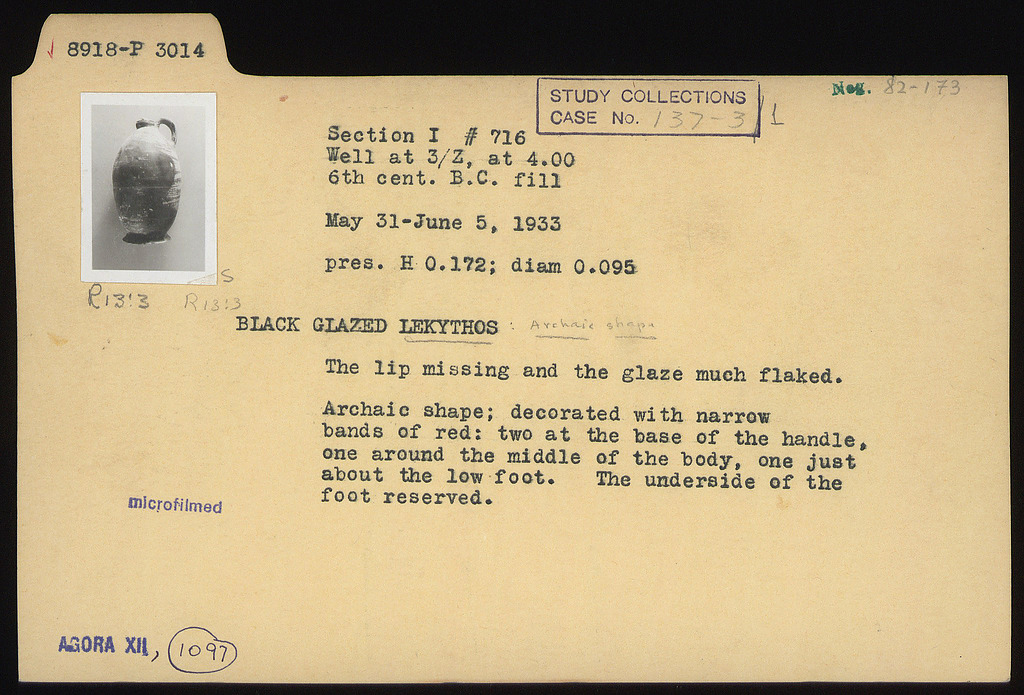 8918-P 3014
Neg. 82-173
STUDY COLLECTIONS
CASE No. 137-3/1
Section I # 716
Well at 3/Z, at 4.00
6th cent. B.C. fill
May 31-June 5, 1933
pres. H 0.172; diam 0.095
S
R13:3 R13:3
BLACK GLAZED LEKYTHOS : Archaic shape
The lip missing and the glaze much flaked.
Archaic shape; decorated with narrow
bands of red: two at the base of the handle,
one around the middle of the body, one just
about the low foot. The underside of the
foot reserved.
microfilmed
AGORA XII, 1097